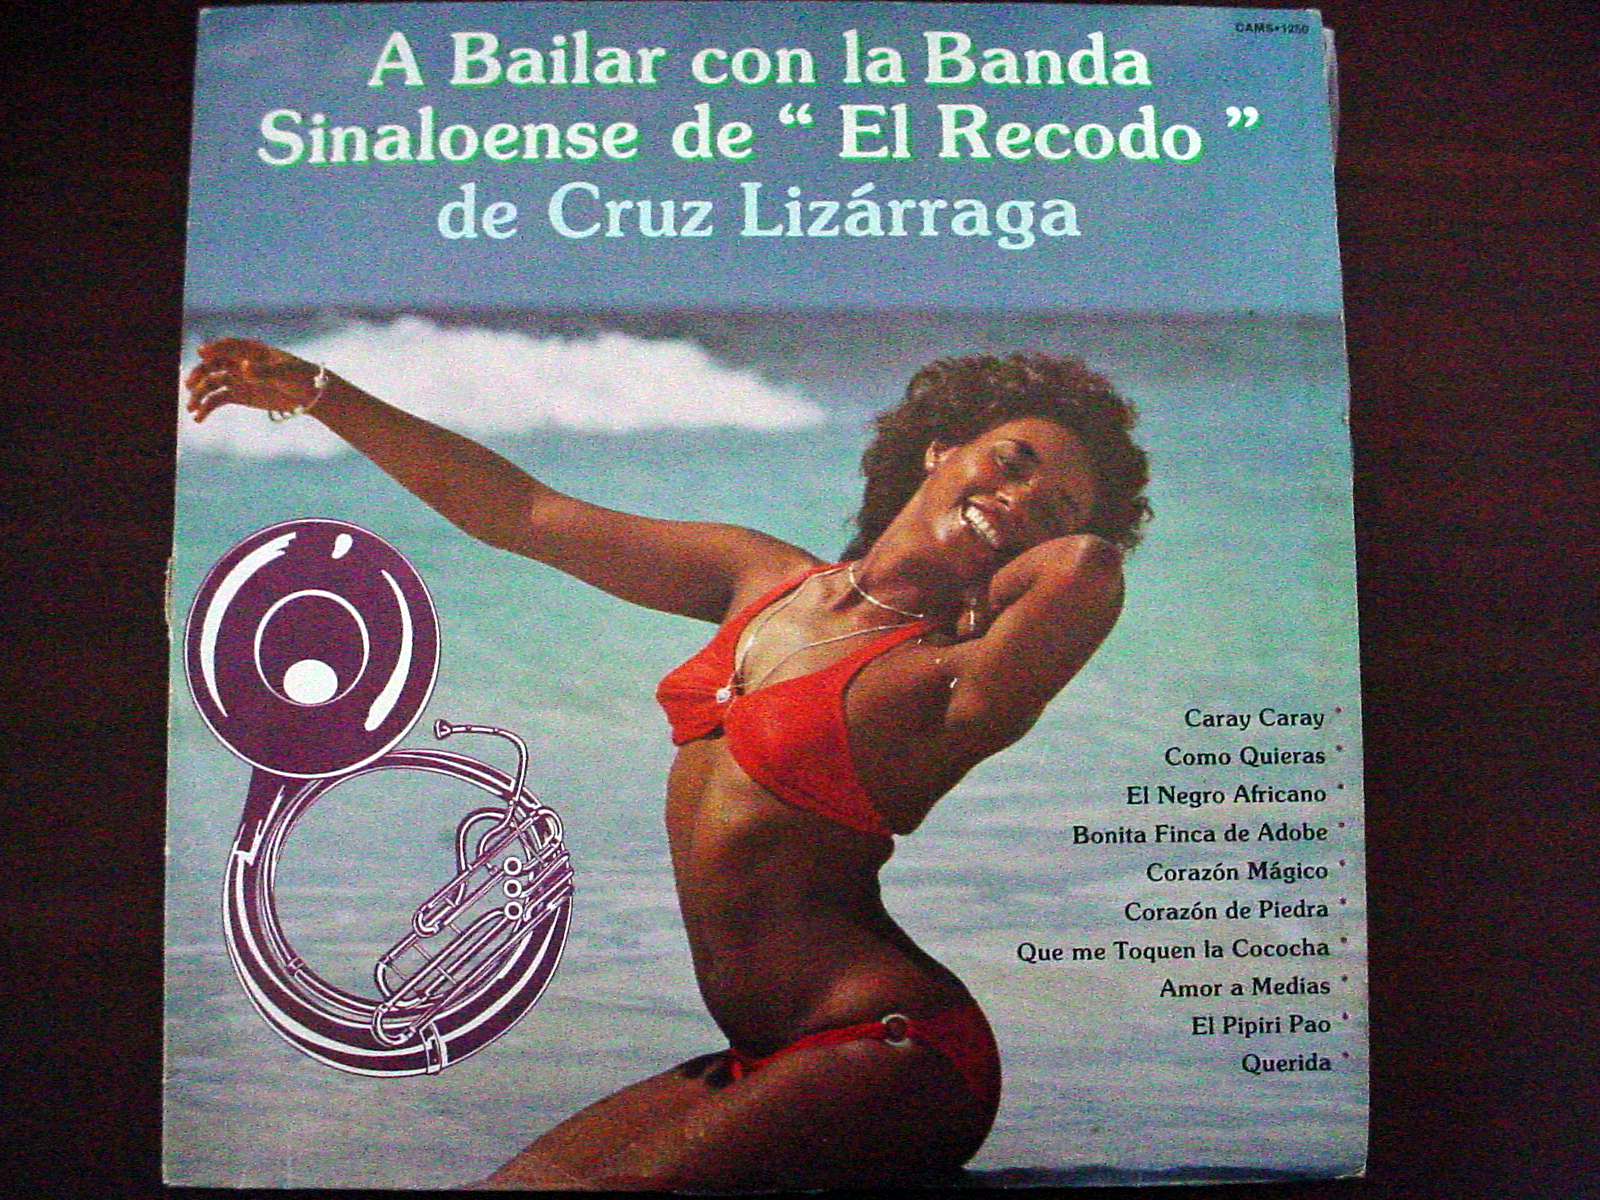 CAMS-1250
A Bailar con la Banda
Sinaloense de “ El Recodo ”
de Cruz Lizárraga
Caray Caray *
Como Quieras *
El Negro Africano *
Bonita Finca de Adobe *
Corazón Mágico *
Corazón de Piedra *
Que me Toquen la Cococha *
Amor a Medias *
El Pipiri Pao *
Querida *